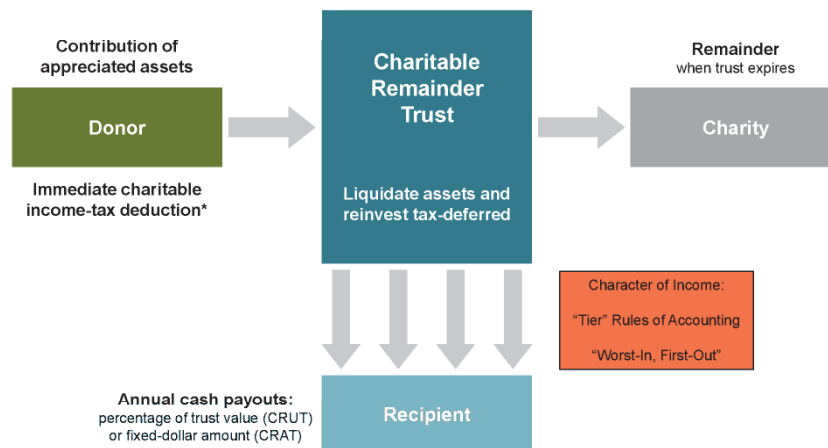 Contribution of
appreciated assets
Donor
Immediate charitable
income-tax deduction*
Charitable
Remainder
Trust
Liquidate assets and
reinvest tax-deferred
Remainder
when trust expires
Charity
Character of Income:
“Tier” Rules of Accounting
“Worst-In, First-Out”
Annual cash payouts:
percentage of trust value (CRUT)
or fixed-dollar amount (CRAT)
Recipient